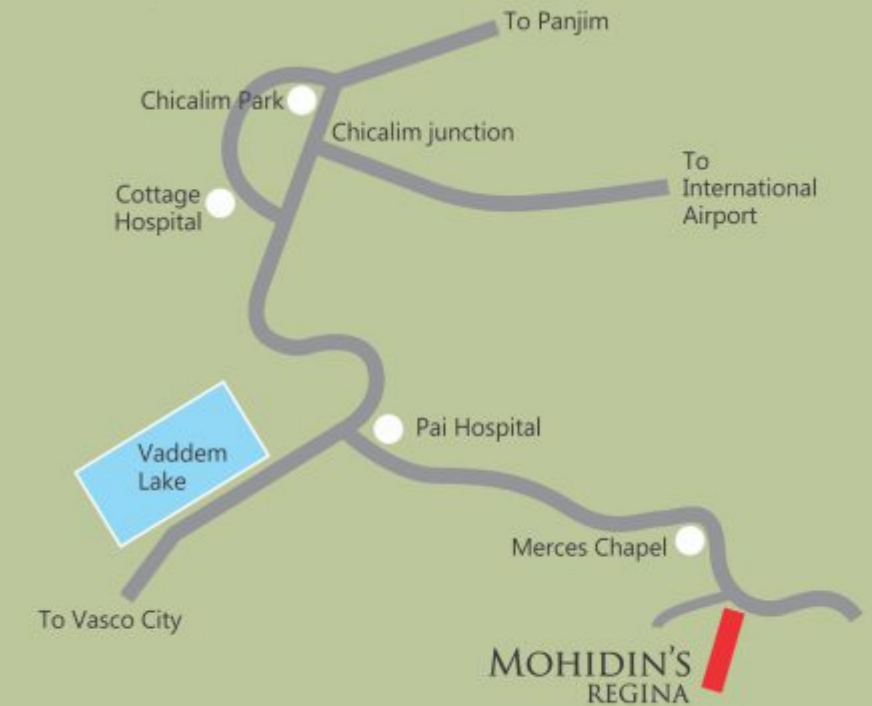 To Panjim
Chicalim Park
Chicalim junction
To
International
Airport
Cottage
Hospital
Pai Hospital
Vaddem
Lake
Merces Chapel
To Vasco City
MOHIDIN'S
REGINA